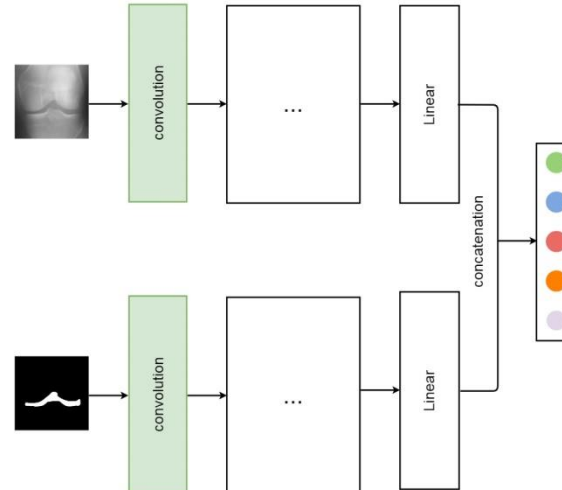 convolution
...
Linear
concatenation
convolution
...
Linear